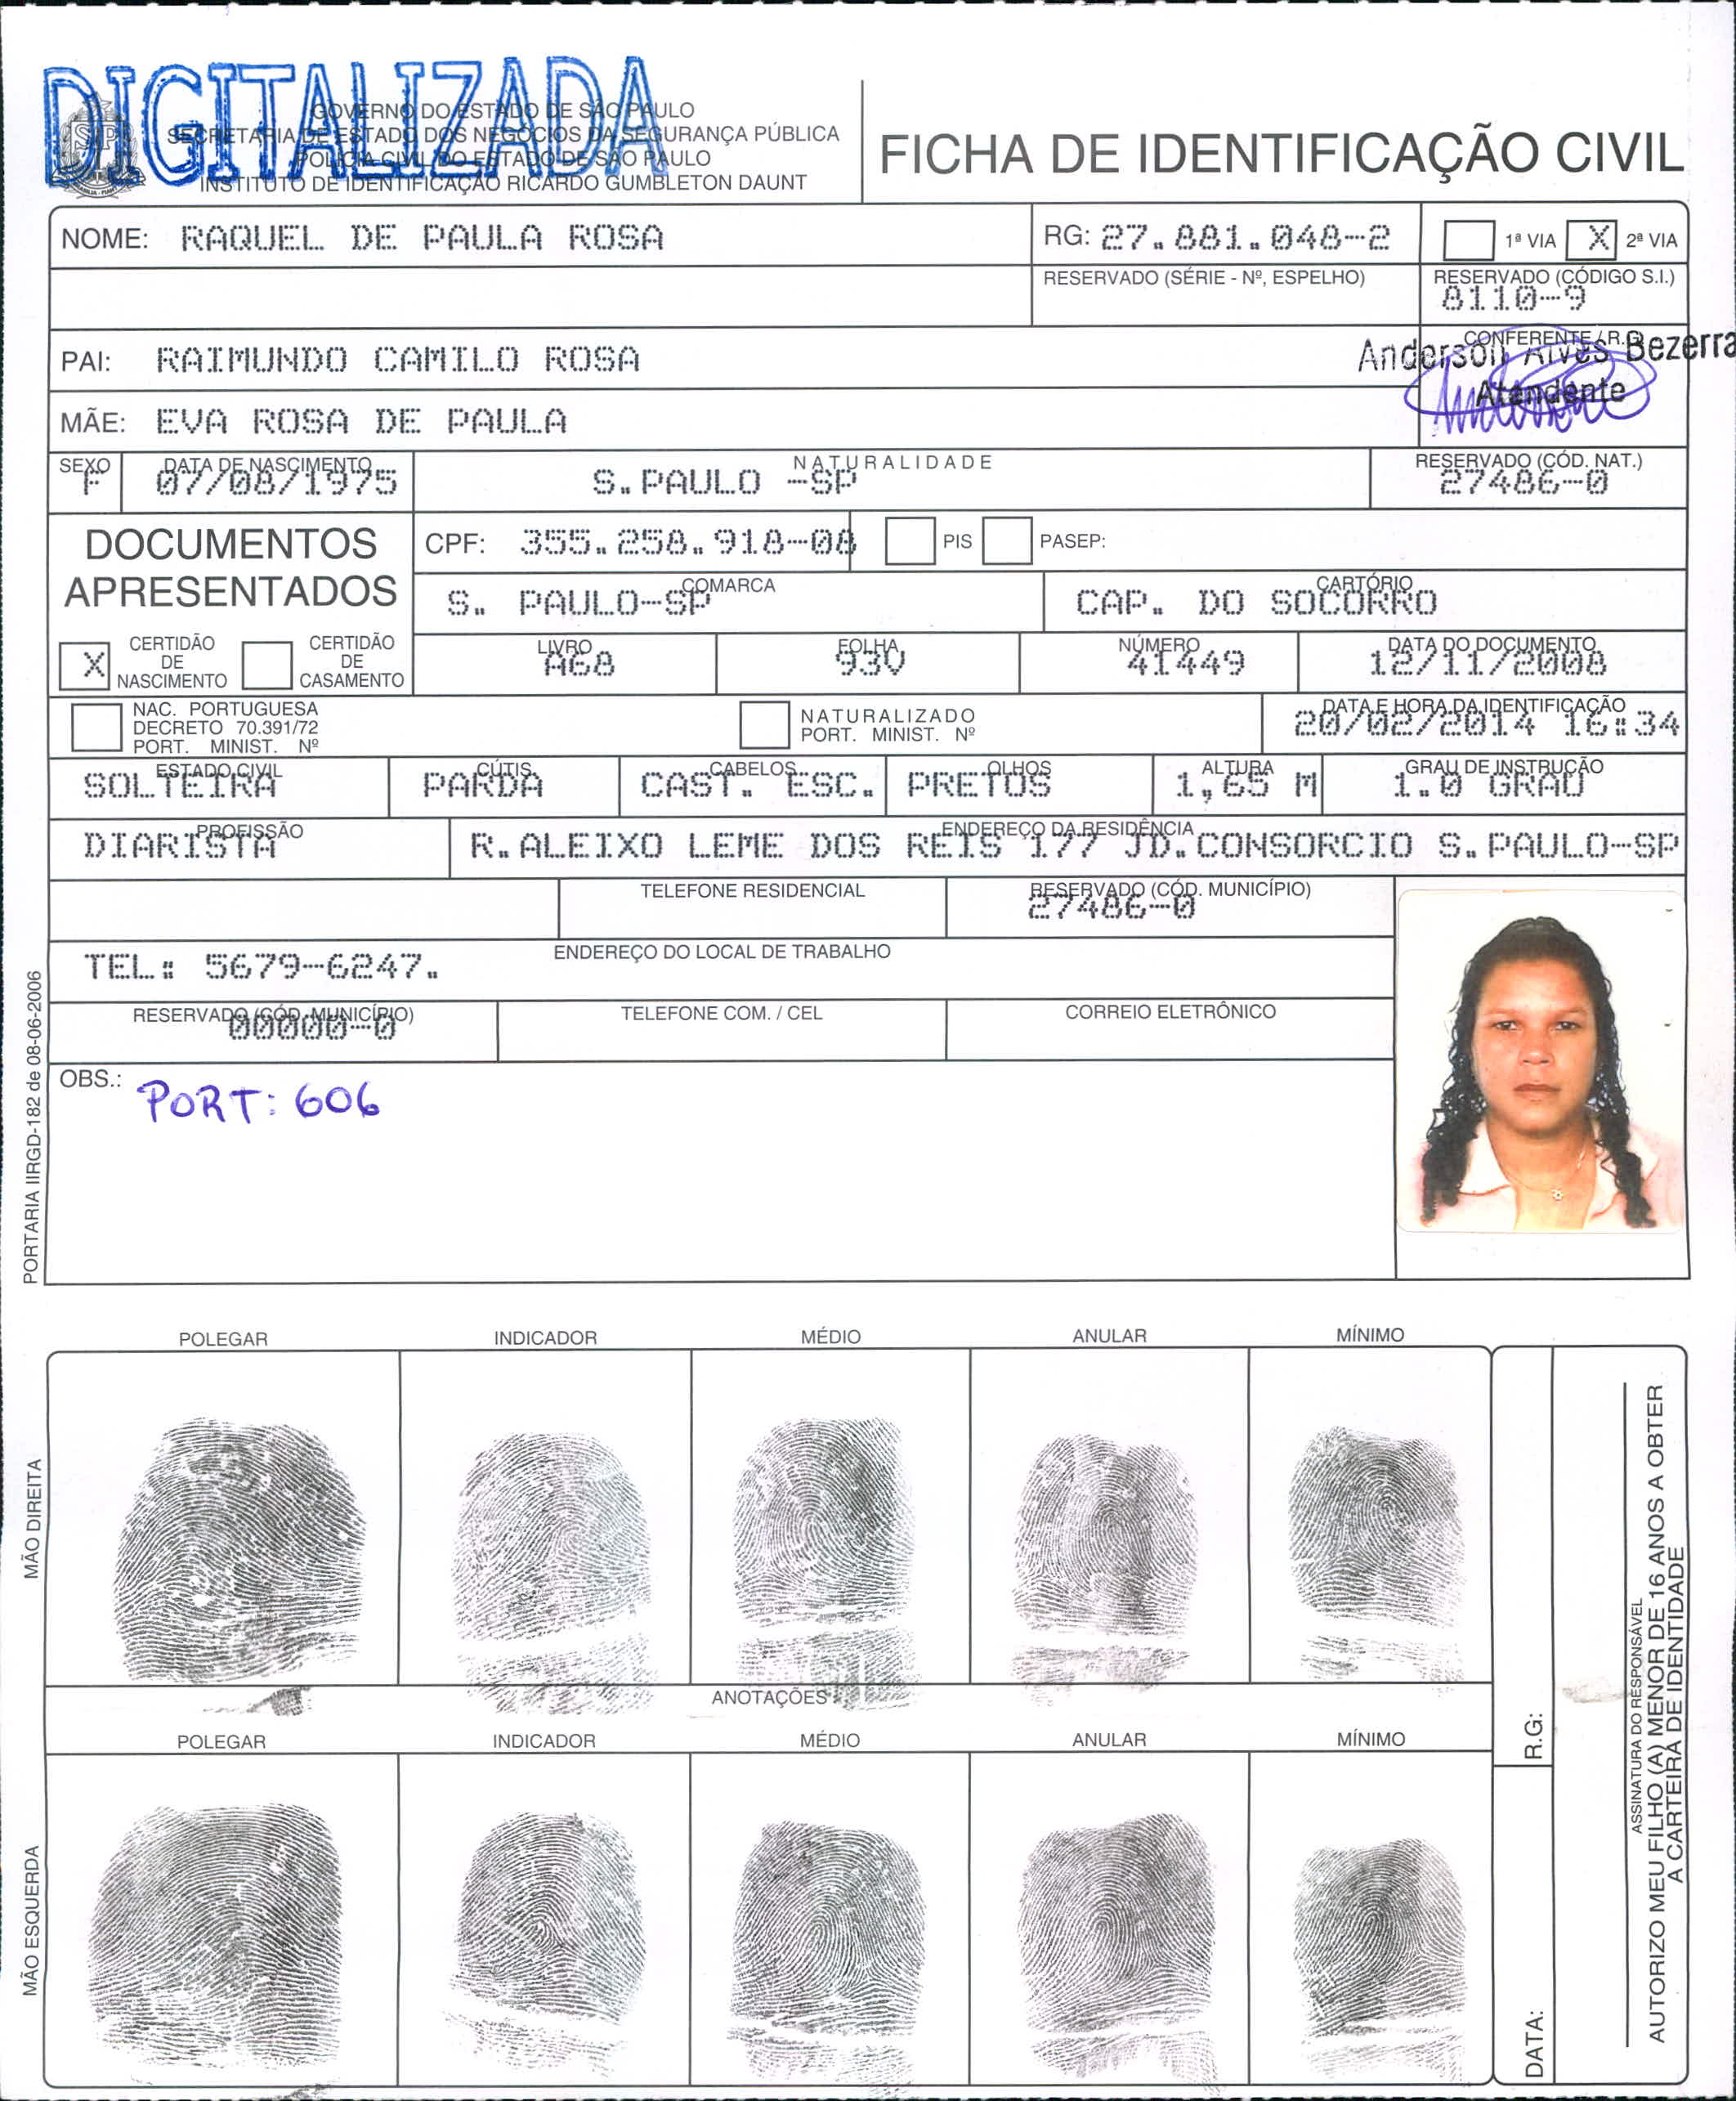 DIGITALIZADA
GOVERNO DO ESTADO DE SÃO PAULO
SECRETARIA DE ESTADO DOS NEGÓCIOS DA SEGURANÇA PÚBLICA
POLÍCIA CIVIL DO ESTADO DE SÃO PAULO
INSTITUTO DE IDENTIFICAÇÃO RICARDO GUMBLETON DAUNT
FICHA DE IDENTIFICAÇÃO CIVIL
NOME: RAQUEL DE PAULA ROSA
RG: 27.881.048-2
1ª VIA X 2ª VIA
RESERVADO (SÉRIE - Nº, ESPELHO)
RESERVADO (CÓDIGO S.I.)
8110-9
PAI: RAIMUNDO CAMILO ROSA
CONFERENTE / R.G.
Anderson Alves Bezerra
Atendente
MÃE: EVA ROSA DE PAULA
SEXO
F
DATA DE NASCIMENTO
07/08/1975
NATURALIDADE
S.PAULO -SP
RESERVADO (CÓD. NAT.)
27486-0
DOCUMENTOS
APRESENTADOS
CPF: 355.258.918-08
PIS
PASEP:
COMARCA
S. PAULO-SP
CARTÓRIO
CAP. DO SOCORRO
X CERTIDÃO DE NASCIMENTO
CERTIDÃO DE CASAMENTO
LIVRO
A68
FOLHA
93V
NÚMERO
41449
DATA DO DOCUMENTO
12/11/2008
NAC. PORTUGUESA
DECRETO 70.391/72
PORT. MINIST. Nº
NATURALIZADO
PORT. MINIST. Nº
DATA E HORA DA IDENTIFICAÇÃO
20/02/2014 16:34
ESTADO CIVIL
SOLTEIRA
CÚTIS
PARDA
CABELOS
CAST. ESC.
OLHOS
PRETOS
ALTURA
1,65 M
GRAU DE INSTRUÇÃO
1.0 GRAU
PROFISSÃO
DIARISTA
ENDEREÇO DA RESIDÊNCIA
R.ALEIXO LEME DOS REIS 177 JD.CONSORCIO S.PAULO-SP
TELEFONE RESIDENCIAL
RESERVADO (CÓD. MUNICÍPIO)
27486-0
ENDEREÇO DO LOCAL DE TRABALHO
TEL: 5679-6247.
RESERVADO (CÓD. MUNICÍPIO)
00000-0
TELEFONE COM. / CEL
CORREIO ELETRÔNICO
OBS.: PORT: 606
PORTARIA IIRGD-182 de 08-06-2006
POLEGAR INDICADOR MÉDIO ANULAR MÍNIMO
MÃO DIREITA
ANOTAÇÕES
POLEGAR INDICADOR MÉDIO ANULAR MÍNIMO
MÃO ESQUERDA
R.G:
DATA:
ASSINATURA DO RESPONSÁVEL
AUTORIZO MEU FILHO (A) MENOR DE 16 ANOS A OBTER
A CARTEIRA DE IDENTIDADE